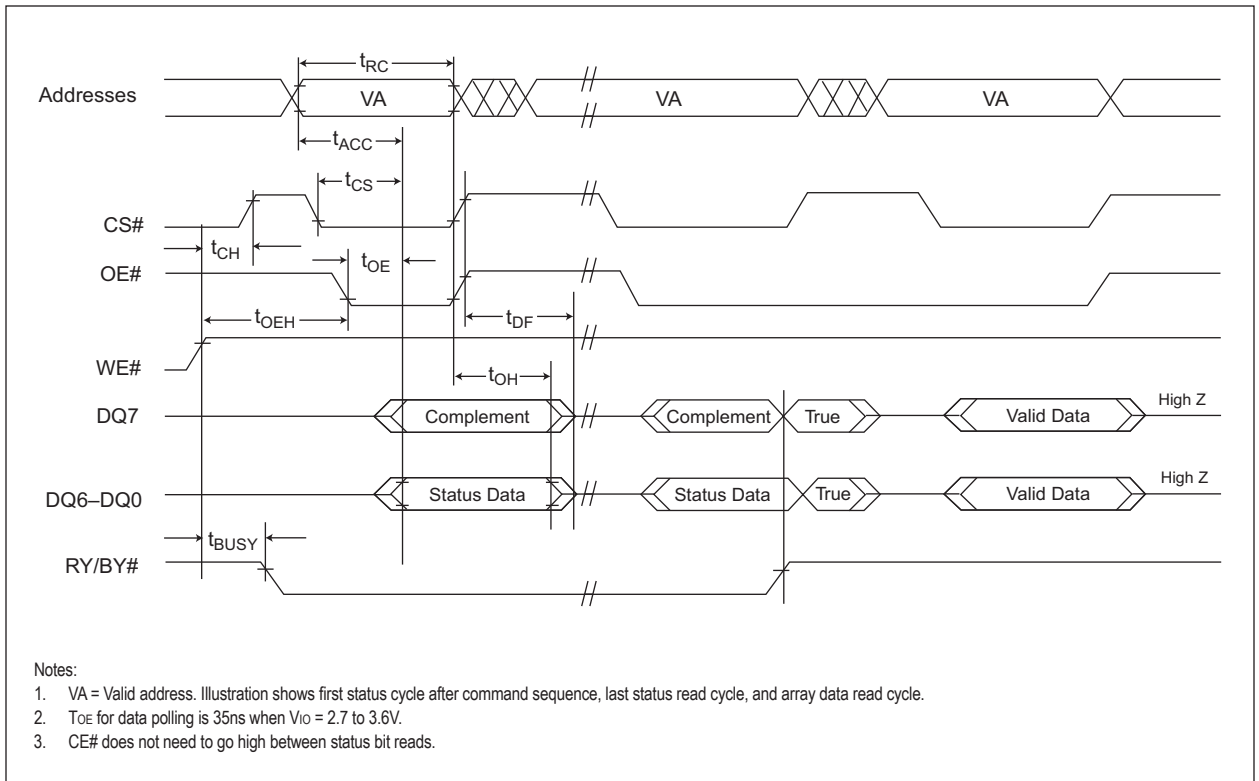 tRC
Addresses
VA
VA
VA
tACC
tCS
CS#
tCH
tOE
OE#
tOEH
tDF
WE#
tOH
DQ7
Complement
Complement
True
Valid Data
High Z
DQ6–DQ0
Status Data
Status Data
True
Valid Data
High Z
tBUSY
RY/BY#
Notes:
1. VA = Valid address. Illustration shows first status cycle after command sequence, last status read cycle, and array data read cycle.
2. TOE for data polling is 35ns when VIO = 2.7 to 3.6V.
3. CE# does not need to go high between status bit reads.